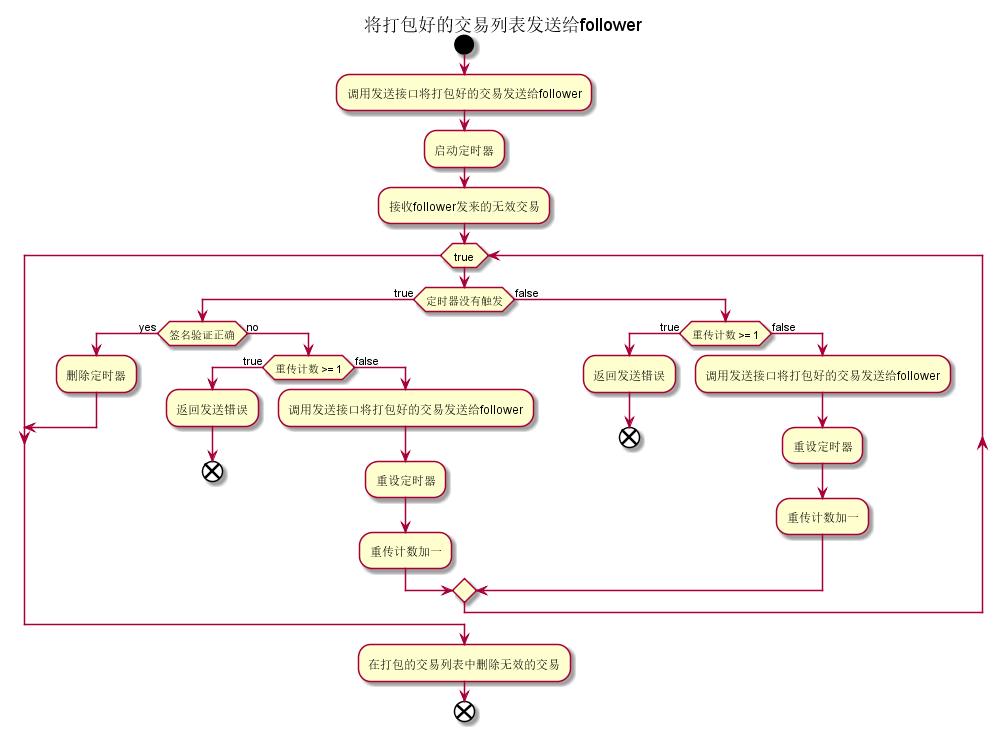 将打包好的交易列表发送给follower
调用发送接口将打包好的交易发送给follower
启动定时器
接收follower发来的无效交易
true
true
定时器没有触发
false
yes
签名验证正确
no
true
重传计数 >= 1
false
删除定时器
true
重传计数 >= 1
false
返回发送错误
调用发送接口将打包好的交易发送给follower
返回发送错误
调用发送接口将打包好的交易发送给follower
重设定时器
重设定时器
重传计数加一
重传计数加一
在打包的交易列表中删除无效的交易